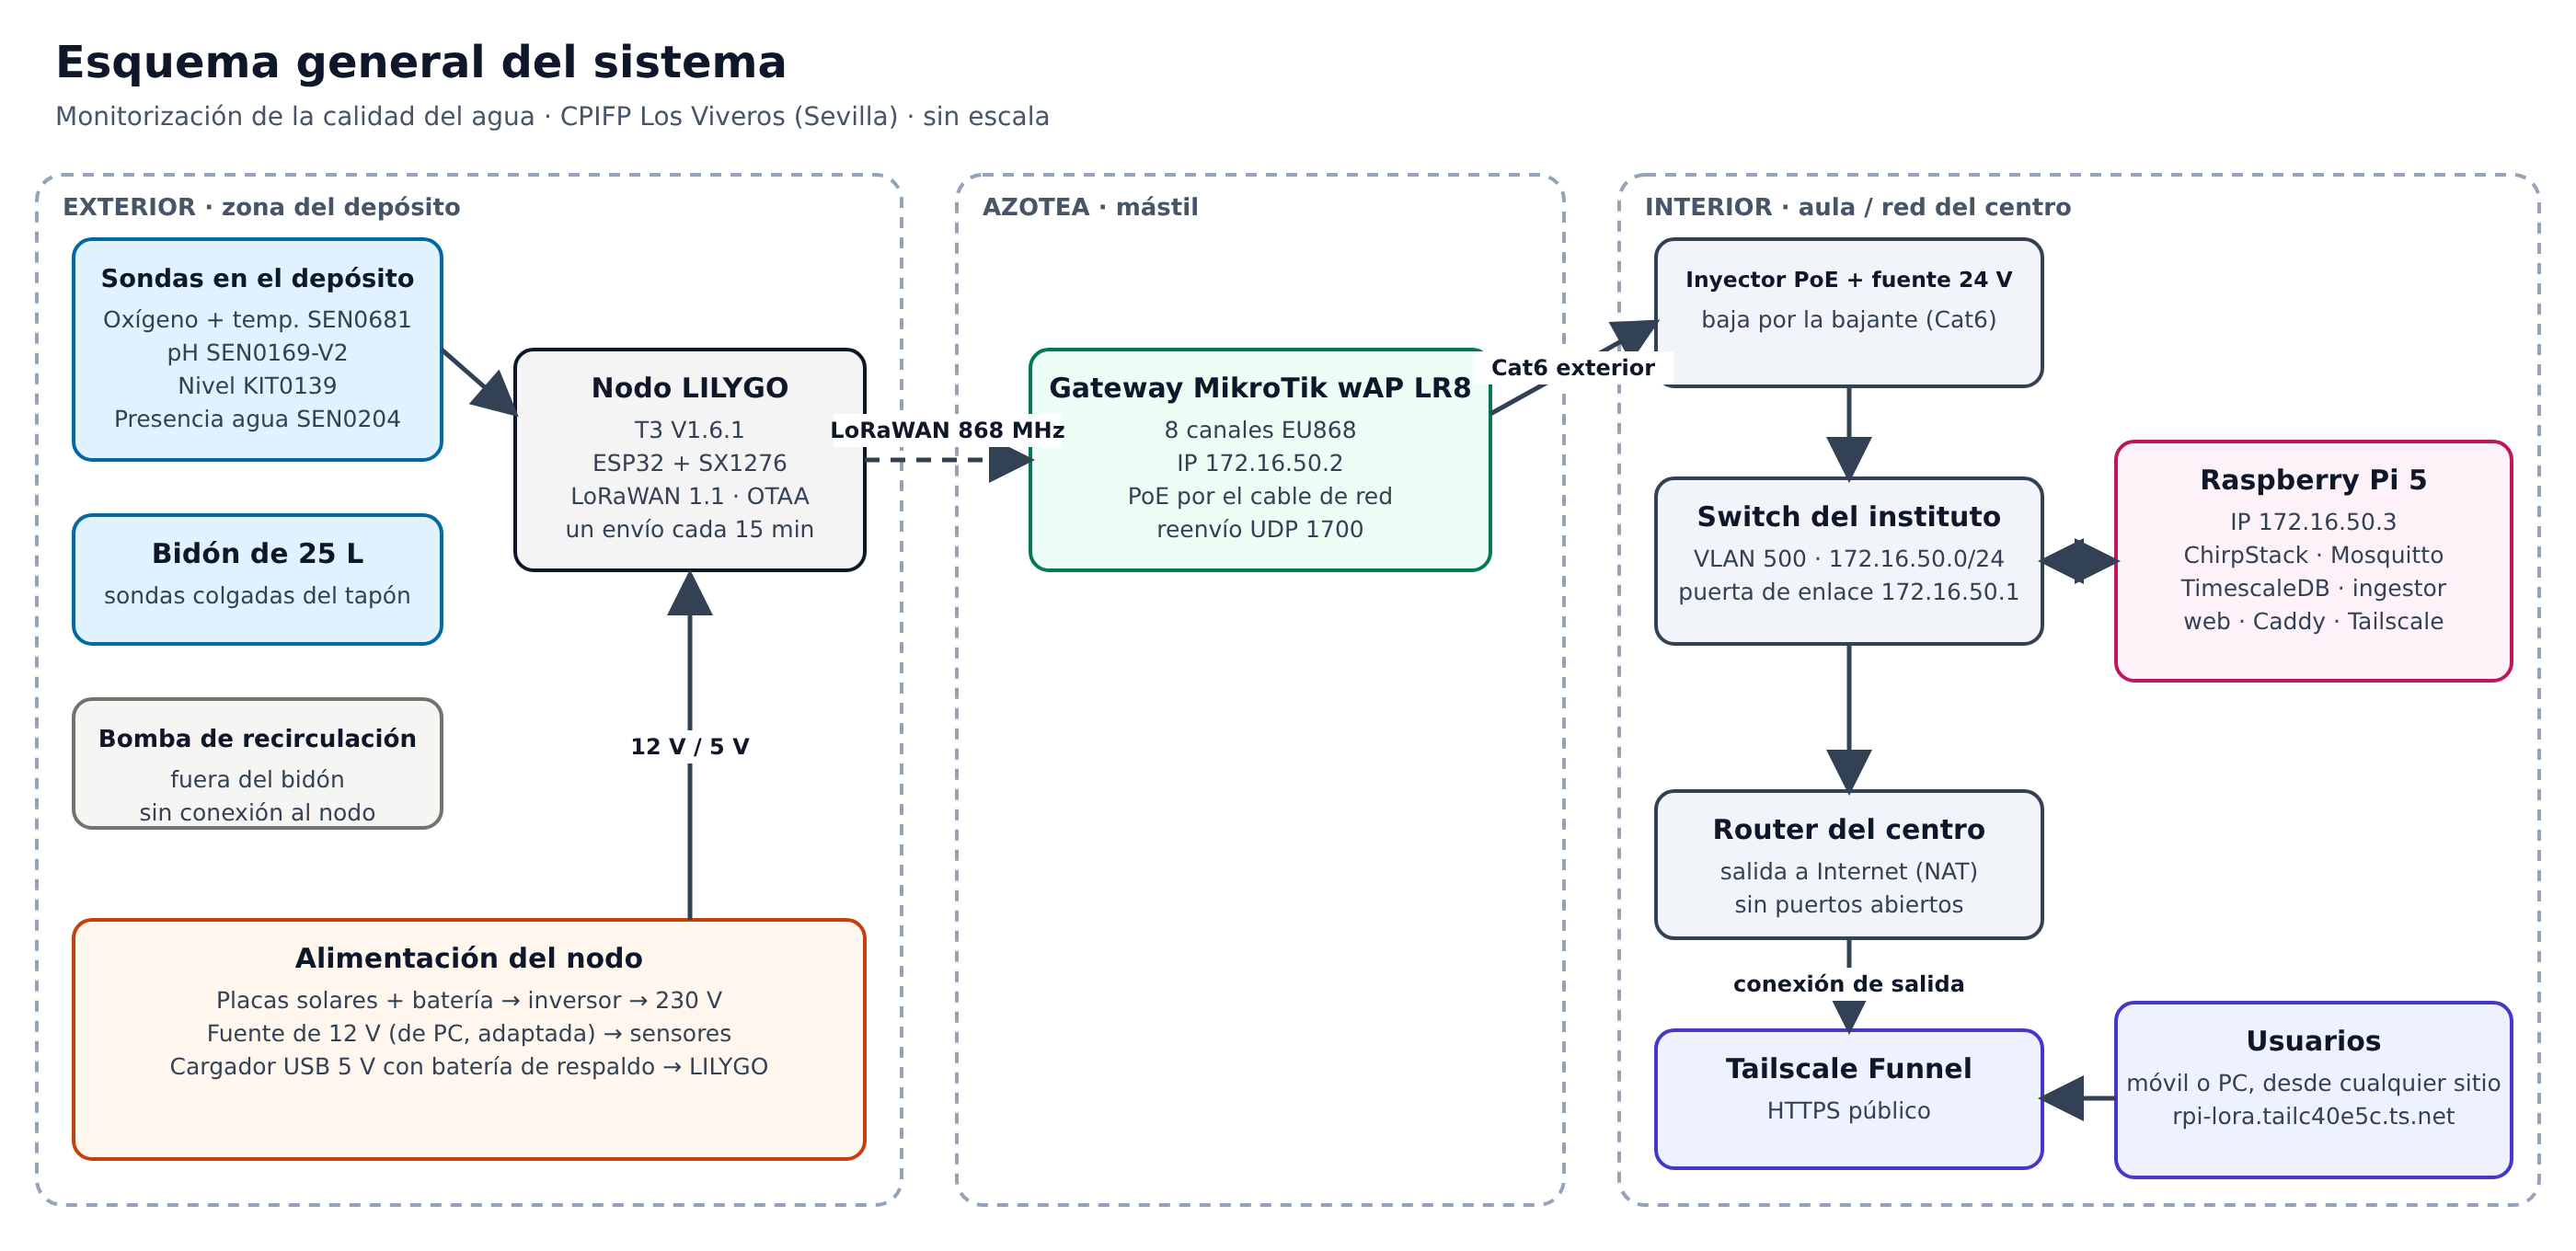 Esquema general del sistema
Monitorización de la calidad del agua · CPIFP Los Viveros (Sevilla) · sin escala
EXTERIOR · zona del depósito
Sondas en el depósito
Oxígeno + temp. SEN0681
pH SEN0169-V2
Nivel KIT0139
Presencia agua SEN0204
Bidón de 25 L
sondas colgadas del tapón
Bomba de recirculación
fuera del bidón
sin conexión al nodo
Nodo LILYGO
T3 V1.6.1
ESP32 + SX1276
LoRaWAN 1.1 · OTAA
un envío cada 15 min
12 V / 5 V
Alimentación del nodo
Placas solares + batería → inversor → 230 V
Fuente de 12 V (de PC, adaptada) → sensores
Cargador USB 5 V con batería de respaldo → LILYGO
LoRaWAN 868 MHz
AZOTEA · mástil
Gateway MikroTik wAP LR8
8 canales EU868
IP 172.16.50.2
PoE por el cable de red
reenvío UDP 1700
Cat6 exterior
INTERIOR · aula / red del centro
Inyector PoE + fuente 24 V
baja por la bajante (Cat6)
Switch del instituto
VLAN 500 · 172.16.50.0/24
puerta de enlace 172.16.50.1
Raspberry Pi 5
IP 172.16.50.3
ChirpStack · Mosquitto
TimescaleDB · ingestor
web · Caddy · Tailscale
Router del centro
salida a Internet (NAT)
sin puertos abiertos
conexión de salida
Tailscale Funnel
HTTPS público
Usuarios
móvil o PC, desde cualquier sitio
rpi-lora.tailc40e5c.ts.net